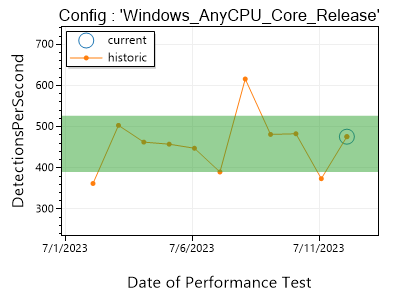 Config : 'Windows_AnyCPU_Core_Release'
current
historic
700
600
500
400
300
DetectionsPerSecond
7/1/2023
7/6/2023
7/11/2023
Date of Performance Test